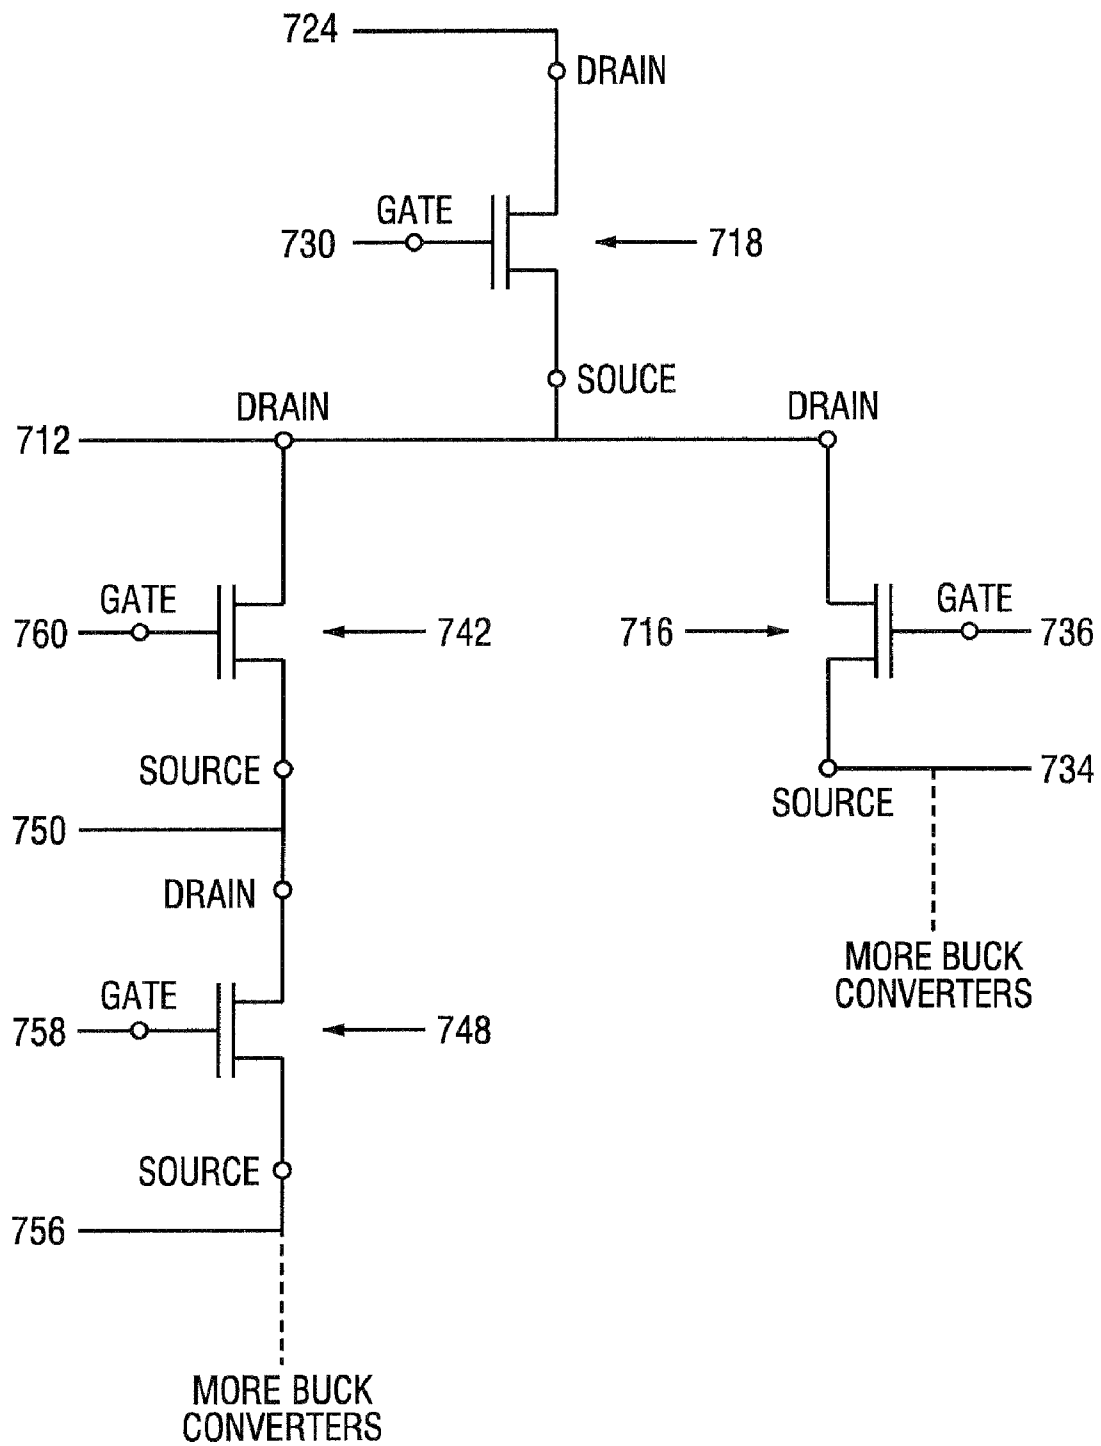 724
DRAIN
GATE
730
718
SOUCE
DRAIN
DRAIN
712
GATE
GATE
760
742
716
736
SOURCE
734
SOURCE
750
DRAIN
MORE BUCK
CONVERTERS
GATE
758
748
SOURCE
756
MORE BUCK
CONVERTERS